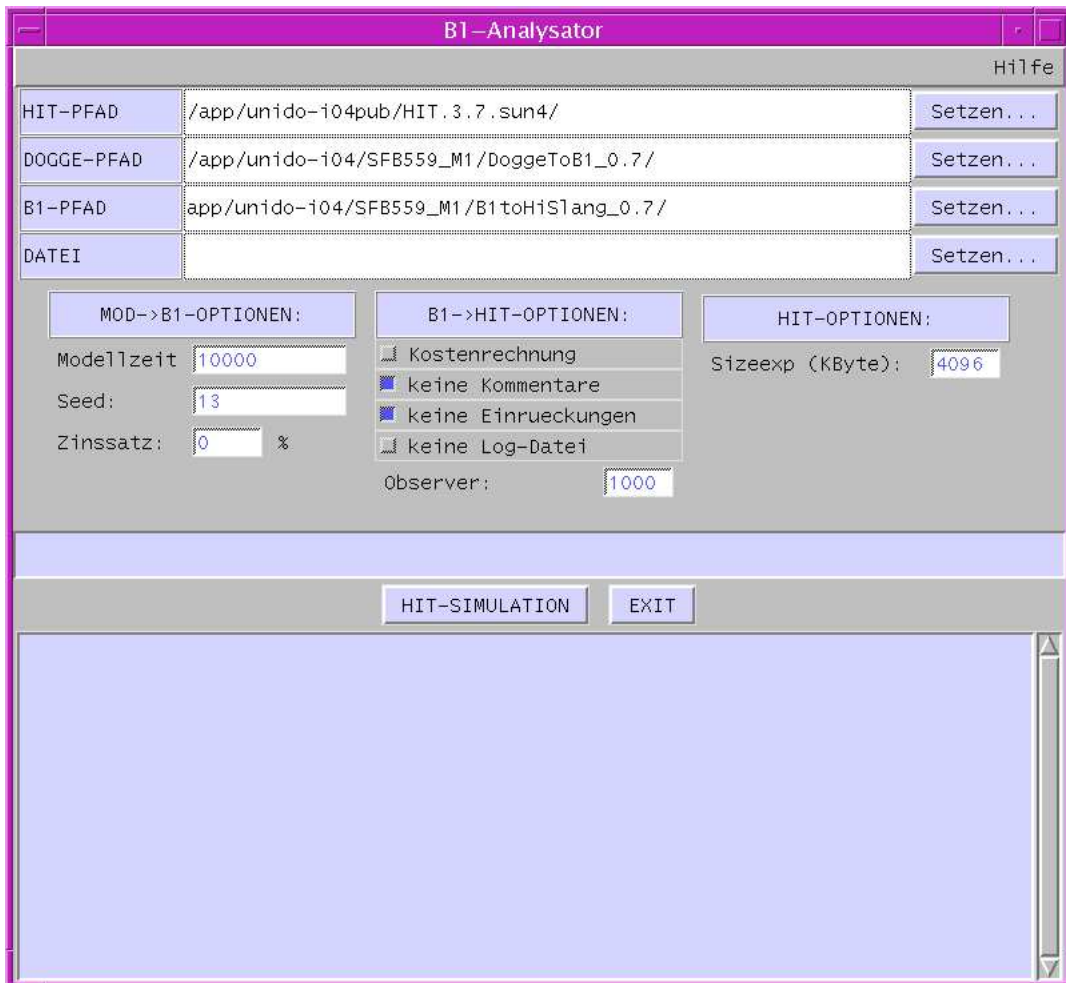 B1-Analysator
Hilfe
HIT-PFAD /app/unido-i04pub/HIT.3.7.sun4/ Setzen...
DOGGE-PFAD /app/unido-i04/SFB559_M1/DoggeToB1_0.7/ Setzen...
B1-PFAD app/unido-i04/SFB559_M1/B1toHiSlang_0.7/ Setzen...
DATEI Setzen...
MOD->B1-OPTIONEN: B1->HIT-OPTIONEN: HIT-OPTIONEN:
Modellzeit 10000 Kostenrechnung Sizeexp (KByte): 4096
keine Kommentare
Seed: 13 keine Einrueckungen
Zinssatz: 0 % keine Log-Datei
Observer: 1000
HIT-SIMULATION EXIT